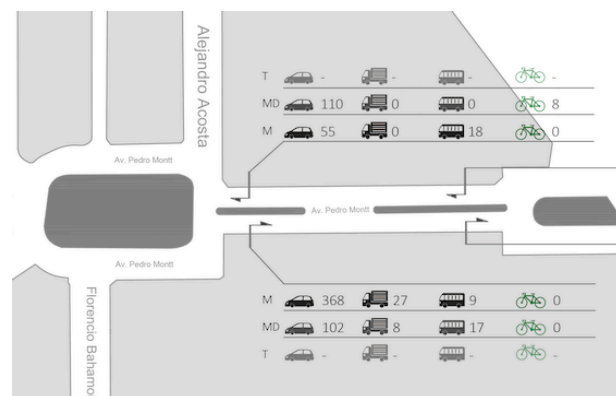 Alejandro Acosta
T - - - -
MD 110 0 0 8
M 55 0 18 0
Av. Pedro Montt
Av. Pedro Montt
Av. Pedro Montt
Florencio Bahamo
M 368 27 9 0
MD 102 8 17 0
T - - - -